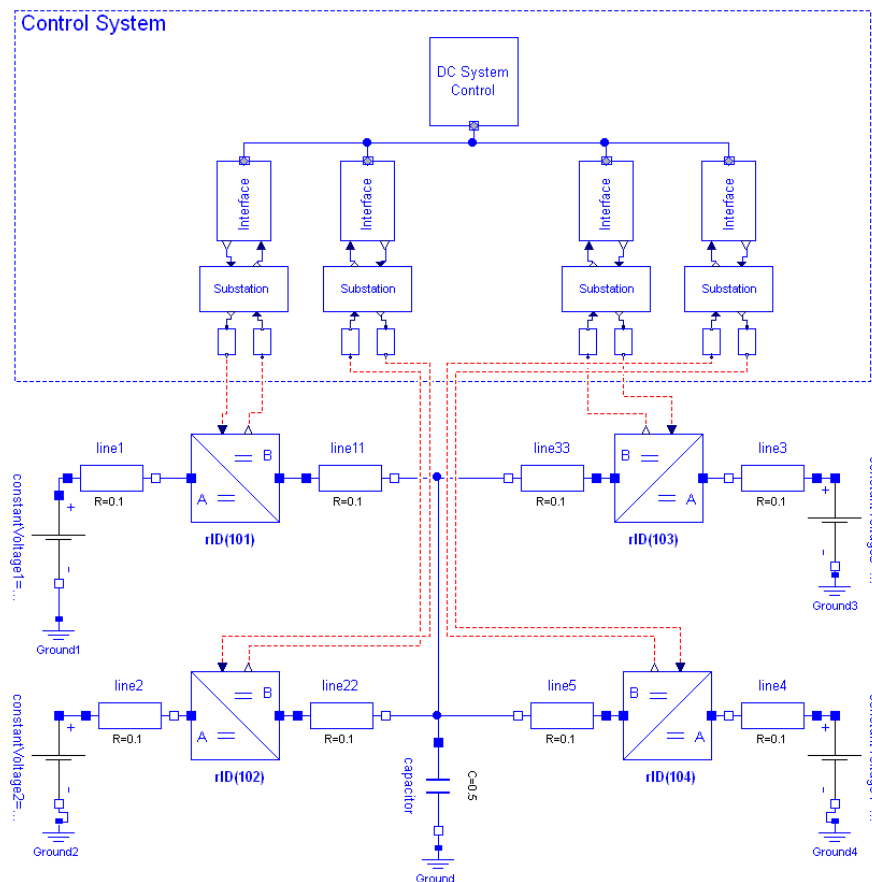 Control System
DC System
Control
Interface
Interface
Interface
Interface
Substation
Substation
Substation
Substation
line1
R=0.1
B
A
rID(101)
line11
R=0.1
line33
R=0.1
B
A
rID(103)
line3
R=0.1
+
-
constantVoltage1=...
Ground1
+
-
Ground3
line2
R=0.1
B
A
rID(102)
line22
R=0.1
line5
R=0.1
B
A
rID(104)
line4
R=0.1
+
-
constantVoltage2=...
Ground2
capacitor
C=0.5
Ground
+
-
Ground4